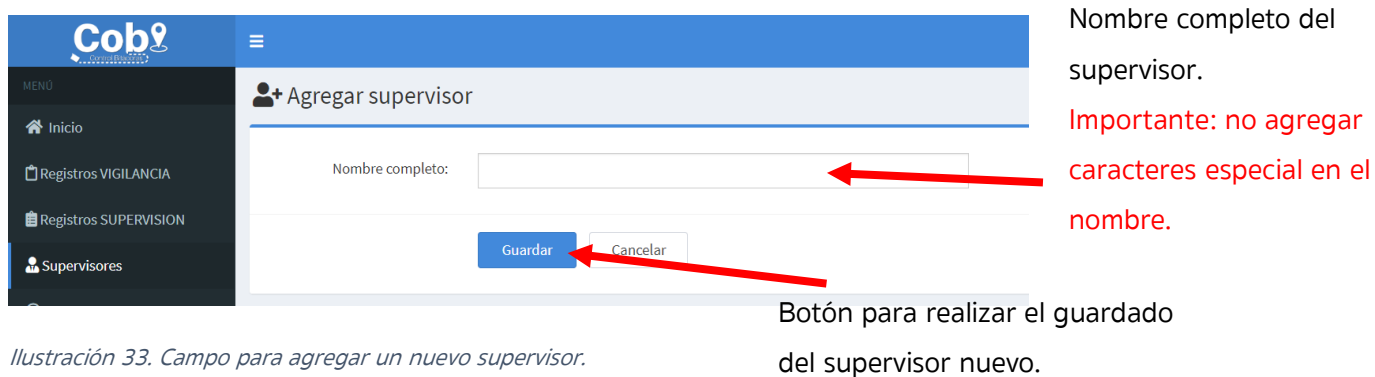 Cob
Control Bitácoras
MENÚ
Inicio
Registros VIGILANCIA
Registros SUPERVISION
Supervisores
Agregar supervisor
Nombre completo:
Guardar
Cancelar
Nombre completo del
supervisor.
Importante: no agregar
caracteres especial en el
nombre.
Botón para realizar el guardado
del supervisor nuevo.
Ilustración 33. Campo para agregar un nuevo supervisor.